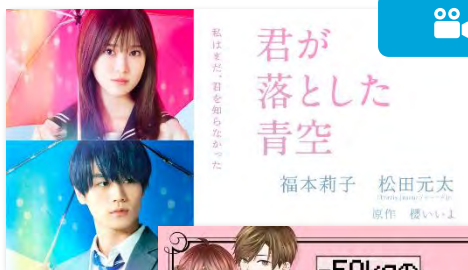 私はまだ、君を知らなかった
君が
落とした
青空
福本莉子　松田元太
原作　櫻いいよ